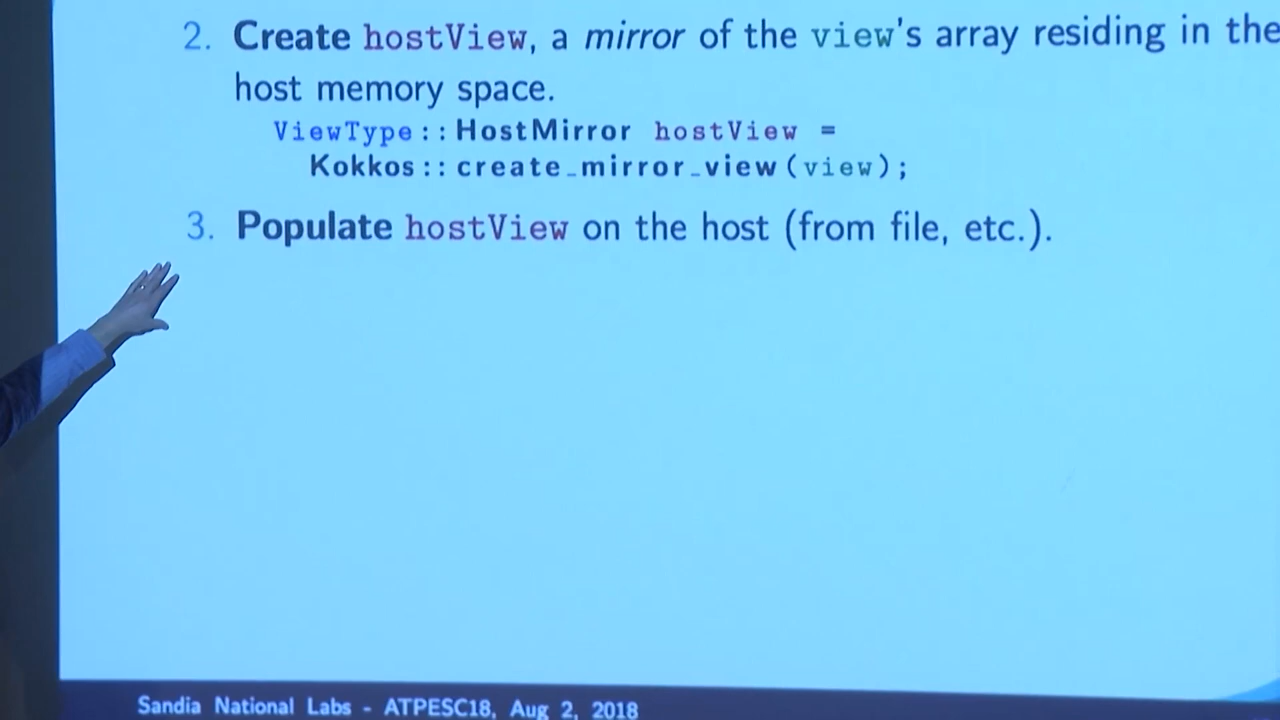 2. Create hostView, a mirror of the view's array residing in the
host memory space.
ViewType::HostMirror hostView =
Kokkos::create_mirror_view(view);
3. Populate hostView on the host (from file, etc.).
Sandia National Labs - ATPESC18, Aug 2, 2018